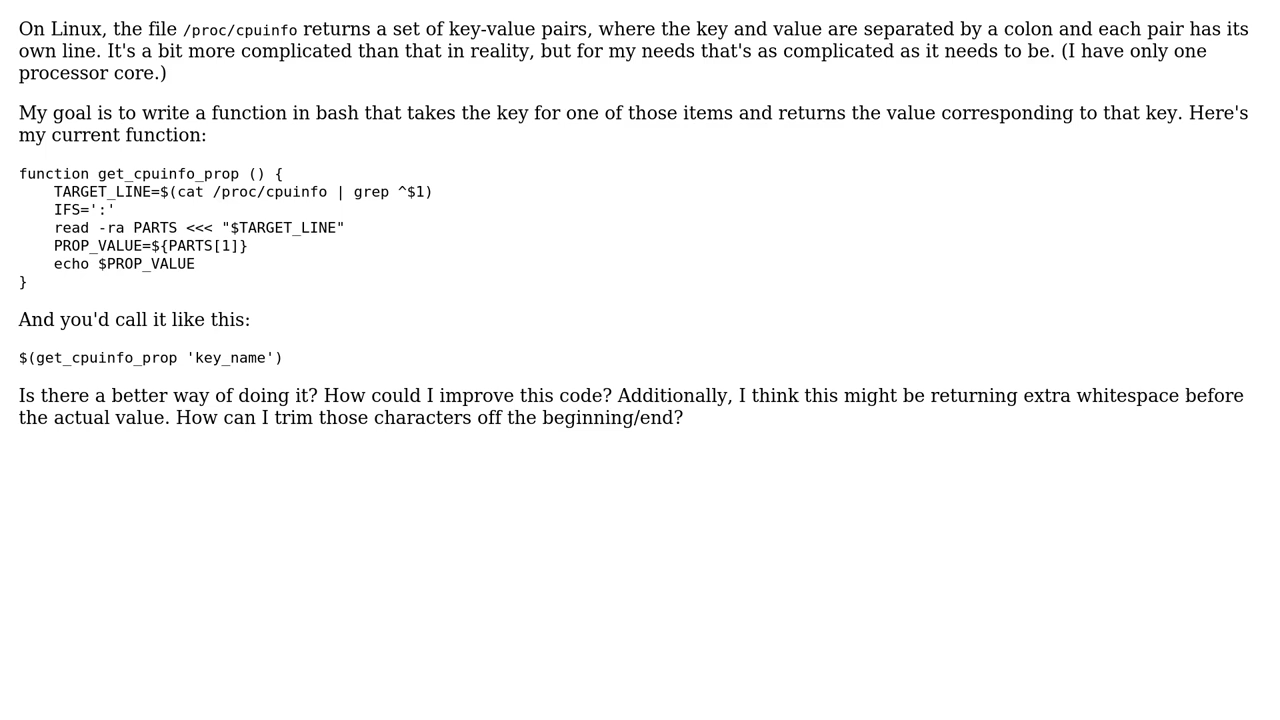 On Linux, the file /proc/cpuinfo returns a set of key-value pairs, where the key and value are separated by a colon and each pair has its
own line. It's a bit more complicated than that in reality, but for my needs that's as complicated as it needs to be. (I have only one
processor core.)
My goal is to write a function in bash that takes the key for one of those items and returns the value corresponding to that key. Here's
my current function:
function get_cpuinfo_prop () {
    TARGET_LINE=$(cat /proc/cpuinfo | grep ^$1)
    IFS=':'
    read -ra PARTS <<< "$TARGET_LINE"
    PROP_VALUE=${PARTS[1]}
    echo $PROP_VALUE
}
And you'd call it like this:
$(get_cpuinfo_prop 'key_name')
Is there a better way of doing it? How could I improve this code? Additionally, I think this might be returning extra whitespace before
the actual value. How can I trim those characters off the beginning/end?